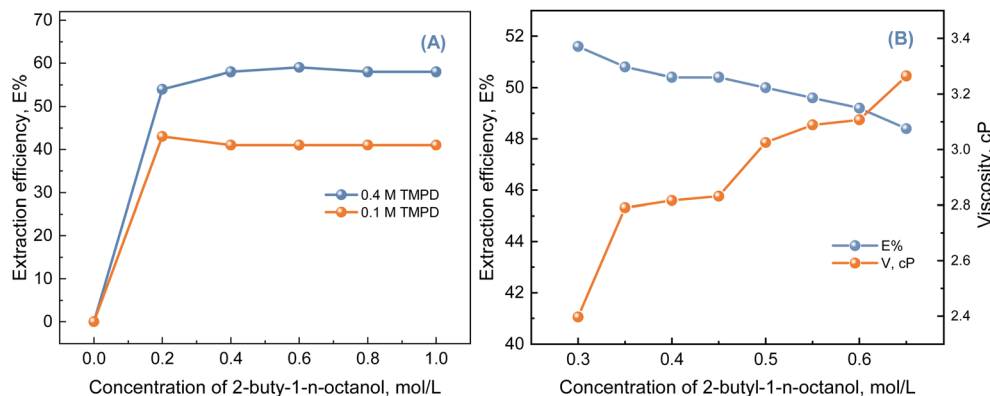 (A)
Extraction efficiency, E%
70
60
50
40
30
20
10
0
0.4 M TMPD
0.1 M TMPD
0.0 0.2 0.4 0.6 0.8 1.0
Concentration of 2-buty-1-n-octanol, mol/L
(B)
Extraction efficiency, E%
52
50
48
46
44
42
40
E%
V, cP
3.4
3.2
3.0
2.8
2.6
2.4
Viscosity, cP
0.3 0.4 0.5 0.6
Concentration of 2-butyl-1-n-octanol, mol/L